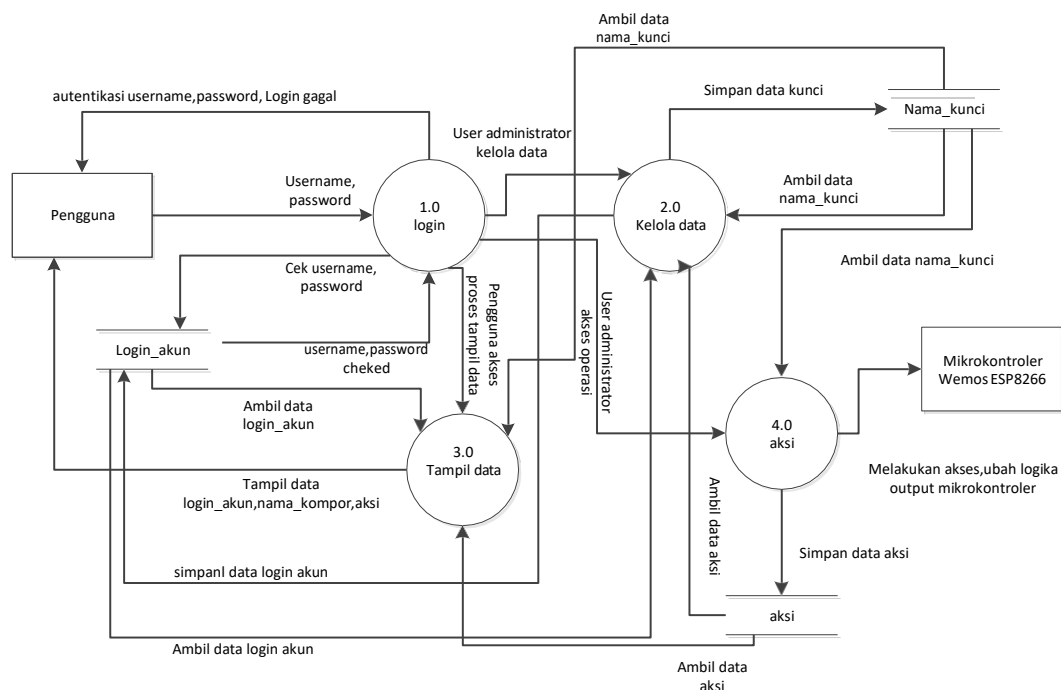 Ambil data
nama_kunci
autentikasi username,password, Login gagal
Simpan data kunci
Nama_kunci
User administrator
kelola data
Username,
password
Ambil data
nama_kunci
Pengguna
1.0
login
2.0
Kelola data
Ambil data nama_kunci
Cek username,
password
Pengguna akses
proses tampil data
User administrator
akses operasi
Login_akun
username,password
cheked
Mikrokontroler
Wemos ESP8266
Ambil data
login_akun
4.0
aksi
3.0
Tampil data
Tampil data
login_akun,nama_kompor,aksi
Melakukan akses,ubah logika
output mikrokontroler
Ambil data aksi
Simpan data aksi
simpanl data login akun
aksi
Ambil data login akun
Ambil data
aksi